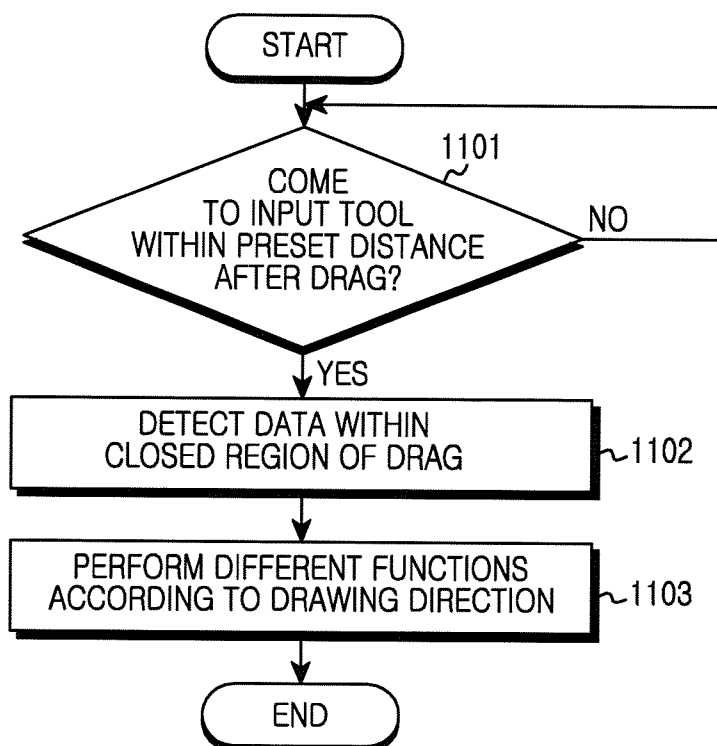 START
1101
COME
TO INPUT TOOL
WITHIN PRESET DISTANCE
AFTER DRAG?
NO
YES
DETECT DATA WITHIN
CLOSED REGION OF DRAG
1102
PERFORM DIFFERENT FUNCTIONS
ACCORDING TO DRAWING DIRECTION
1103
END